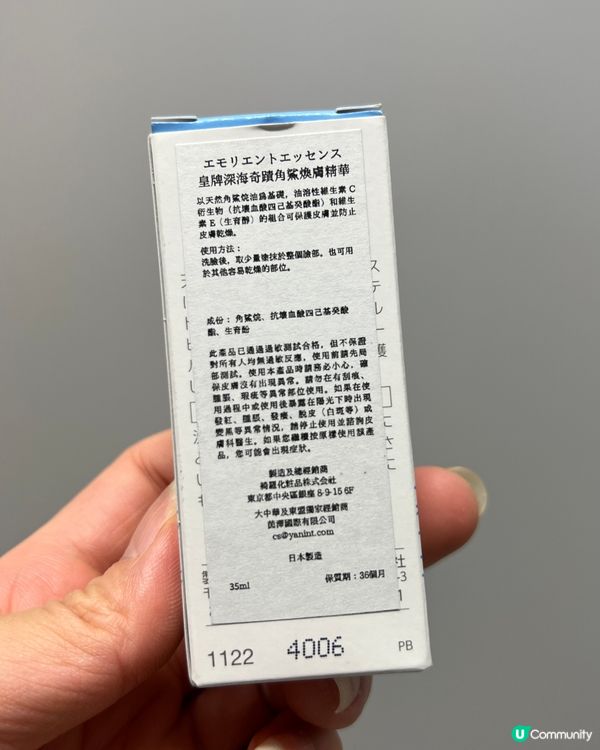 エモリエントエッセンス
皇牌深海奇蹟角鯊煥膚精華
以天然角鯊烷油為基礎，油溶性維生素 C
衍生物（抗壞血酸四己基癸酸酯）和維生
素 E（生育醇）的組合可保護皮膚並防止
皮膚乾燥。
使用方法：
洗臉後，取少量塗抹於整個臉部。也可用
於其他容易乾燥的部位。
成份：角鯊烷、抗壞血酸四己基癸酸
酯、生育酚
此產品已通過過敏測試合格，但不保證
對所有人均無過敏反應，使用前請先局
部測試。使用本產品時請務必小心，確
保皮膚沒有出現異常。請勿在有刮痕、
腫脹、瑕疵等異常部位使用。如果在使
用過程中或使用後暴露在陽光下時出現
發紅、腫脹、發癢、脫皮（白斑等）或
變黑等異常情況，請停止使用並諮詢皮
膚科醫生。如果您繼續按原樣使用該產
品，您可能會出現症狀。
製造及總經銷商
綺羅化粧品株式会社
東京都中央區銀座 8-9-15 6F
大中華及東盟獨家經銷商
茵澤國際有限公司
cs@yanint.com
日本製造
35ml
保質期：36個月
1122
4006
PB
U Community